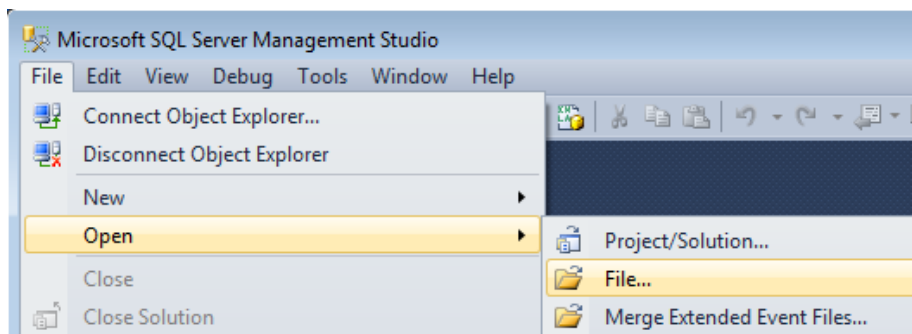 Microsoft SQL Server Management Studio
File Edit View Debug Tools Window Help
Connect Object Explorer...
Disconnect Object Explorer
New
Open
Project/Solution...
Close
File...
Close Solution
Merge Extended Event Files...